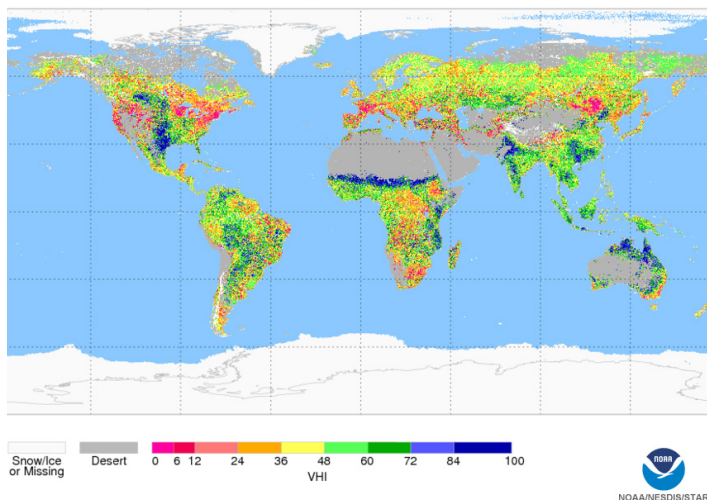 Snow/Ice
or Missing
Desert
0 6 12 24 36 48 60 72 84 100
VHI
NOAA
NOAA/NESDIS/STAR